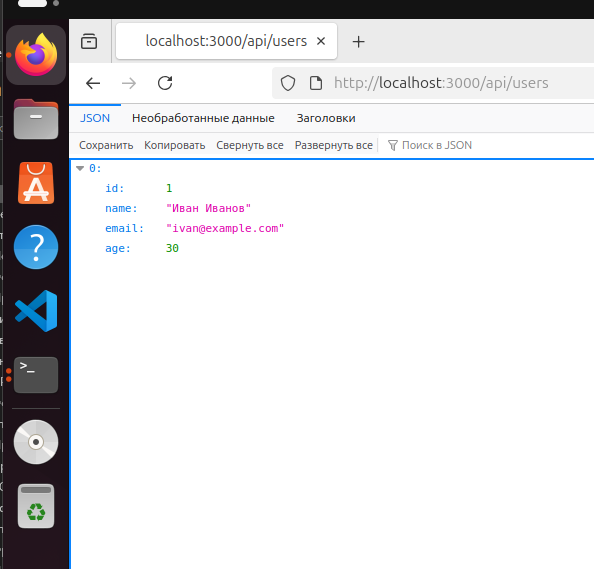 localhost:3000/api/users
http://localhost:3000/api/users
JSON Необработанные данные Заголовки
Сохранить Копировать Свернуть все Развернуть все Поиск в JSON
0:
id: 1
name: "Иван Иванов"
email: "ivan@example.com"
age: 30